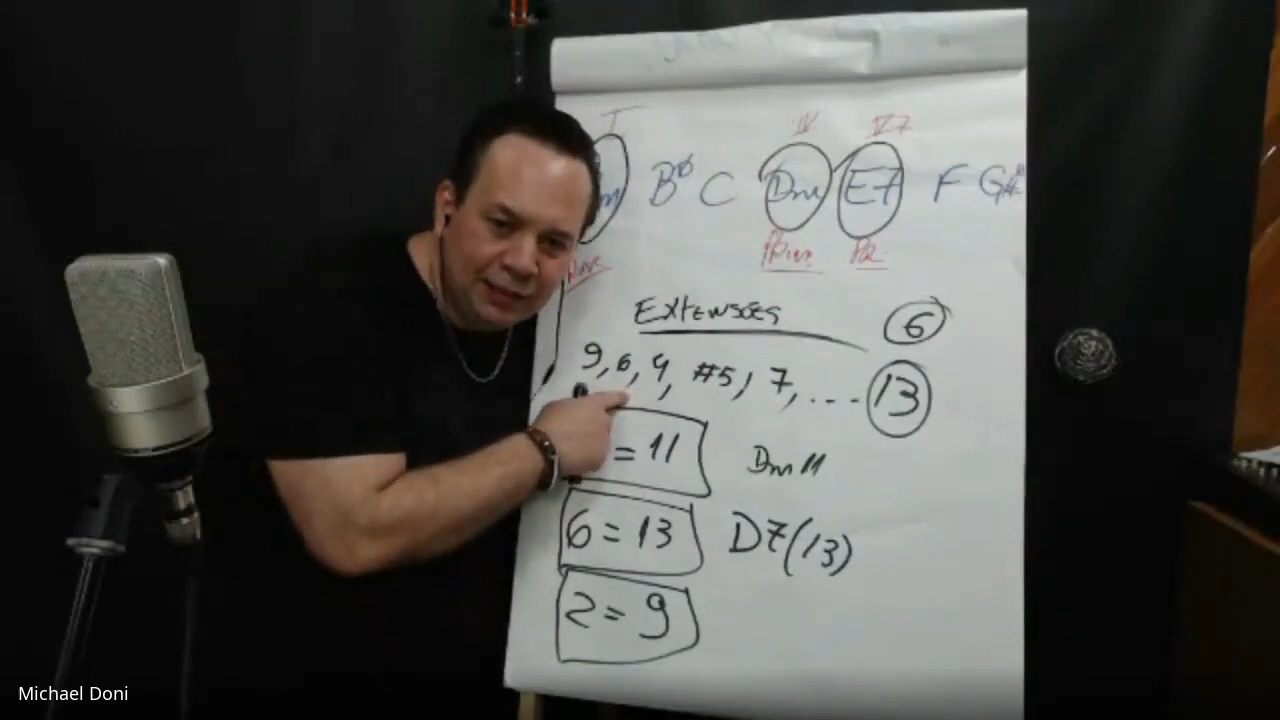 I IV V7
m Bø C Dm E7 F G#
Extensões 6
9, 6, 4, #5, 7, ... 13
= 11 Dm11
6 = 13 D7(13)
2 = 9
Michael Doni